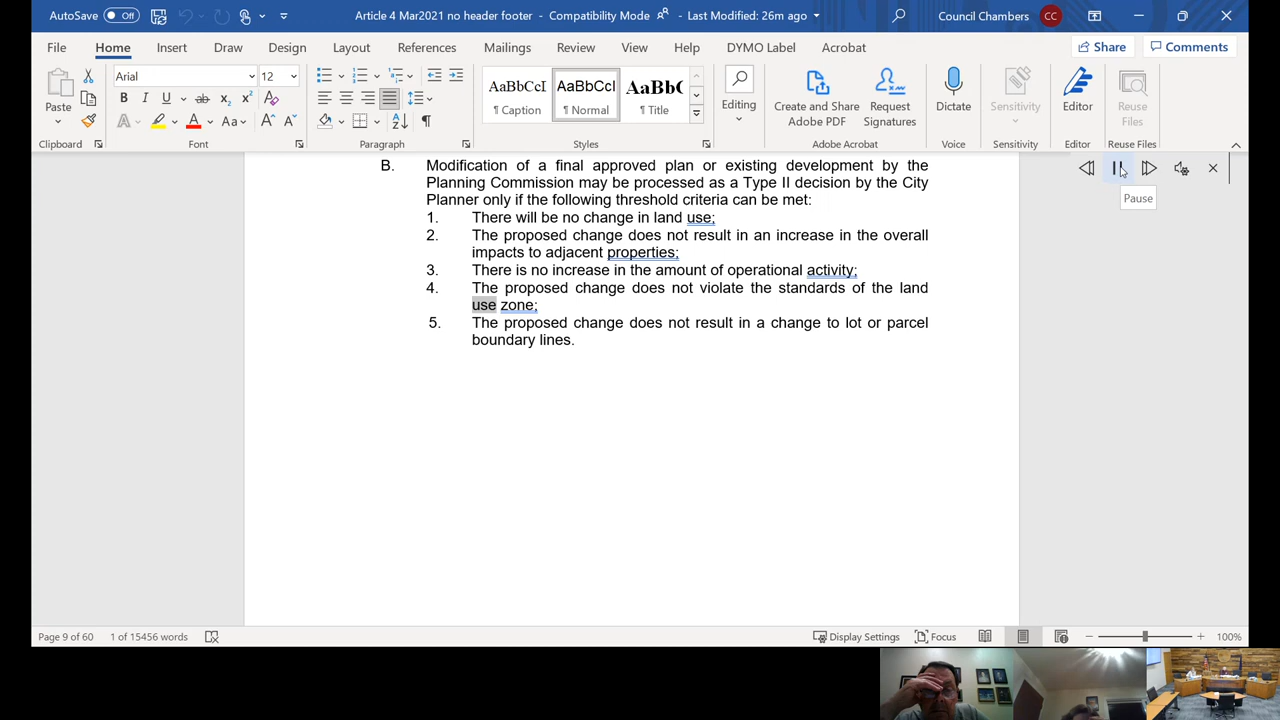 AutoSave Off Article 4 Mar2021 no header footer - Compatibility Mode - Last Modified: 26m ago Council Chambers CC
File Home Insert Draw Design Layout References Mailings Review View Help DYMO Label Acrobat Share Comments
Paste
Arial 12
AaBbCcI AaBbCcI AaBb(
¶ Caption ¶ Normal Title
Editing
Create and Share
Adobe PDF
Request
Signatures
Dictate
Sensitivity
Editor
Reuse
Files
Clipboard Font Paragraph Styles Adobe Acrobat Voice Sensitivity Editor Reuse Files
Pause
B. Modification of a final approved plan or existing development by the
Planning Commission may be processed as a Type II decision by the City
Planner only if the following threshold criteria can be met:
1. There will be no change in land use;
2. The proposed change does not result in an increase in the overall
impacts to adjacent properties;
3. There is no increase in the amount of operational activity;
4. The proposed change does not violate the standards of the land
use zone;
5. The proposed change does not result in a change to lot or parcel
boundary lines.
Page 9 of 60 1 of 15456 words Display Settings Focus 100%